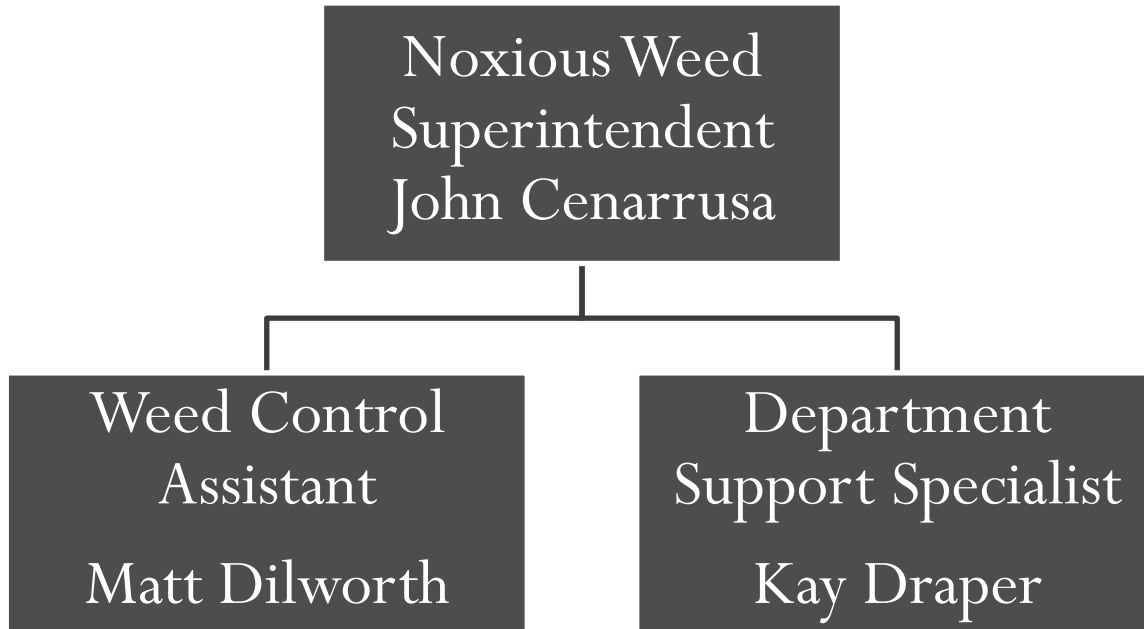 Noxious Weed
Superintendent
John Cenarrusa
Weed Control
Assistant
Matt Dilworth
Department
Support Specialist
Kay Draper